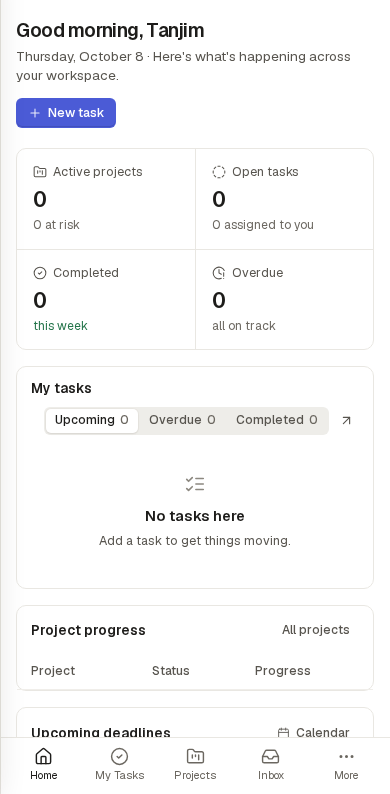 Good morning, Tanjim
Thursday, October 8 · Here's what's happening across
your workspace.
New task
Active projects
0
0 at risk
Open tasks
0
0 assigned to you
Completed
0
this week
Overdue
0
all on track
My tasks
Upcoming 0 Overdue 0 Completed 0
No tasks here
Add a task to get things moving.
Project progress All projects
Project Status Progress
Upcoming deadlines Calendar
Home My Tasks Projects Inbox More